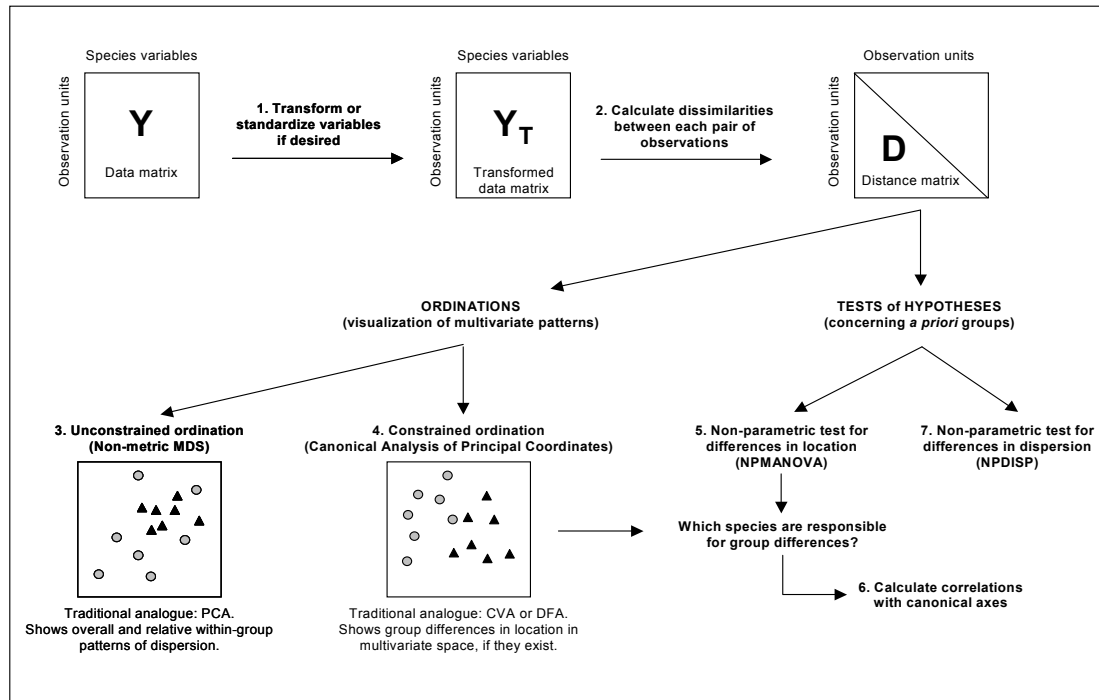 Species variables
Observation units
Y
Data matrix
1. Transform or
standardize variables
if desired
Species variables
Observation units
Y_T
Transformed
data matrix
2. Calculate dissimilarities
between each pair of
observations
Observation units
Observation units
D
Distance matrix
ORDINATIONS
(visualization of multivariate patterns)
TESTS of HYPOTHESES
(concerning a priori groups)
3. Unconstrained ordination
(Non-metric MDS)
Traditional analogue: PCA.
Shows overall and relative within-group
patterns of dispersion.
4. Constrained ordination
(Canonical Analysis of Principal Coordinates)
Traditional analogue: CVA or DFA.
Shows group differences in location in
multivariate space, if they exist.
5. Non-parametric test for
differences in location
(NPMANOVA)
7. Non-parametric test for
differences in dispersion
(NPDISP)
Which species are responsible
for group differences?
6. Calculate correlations
with canonical axes